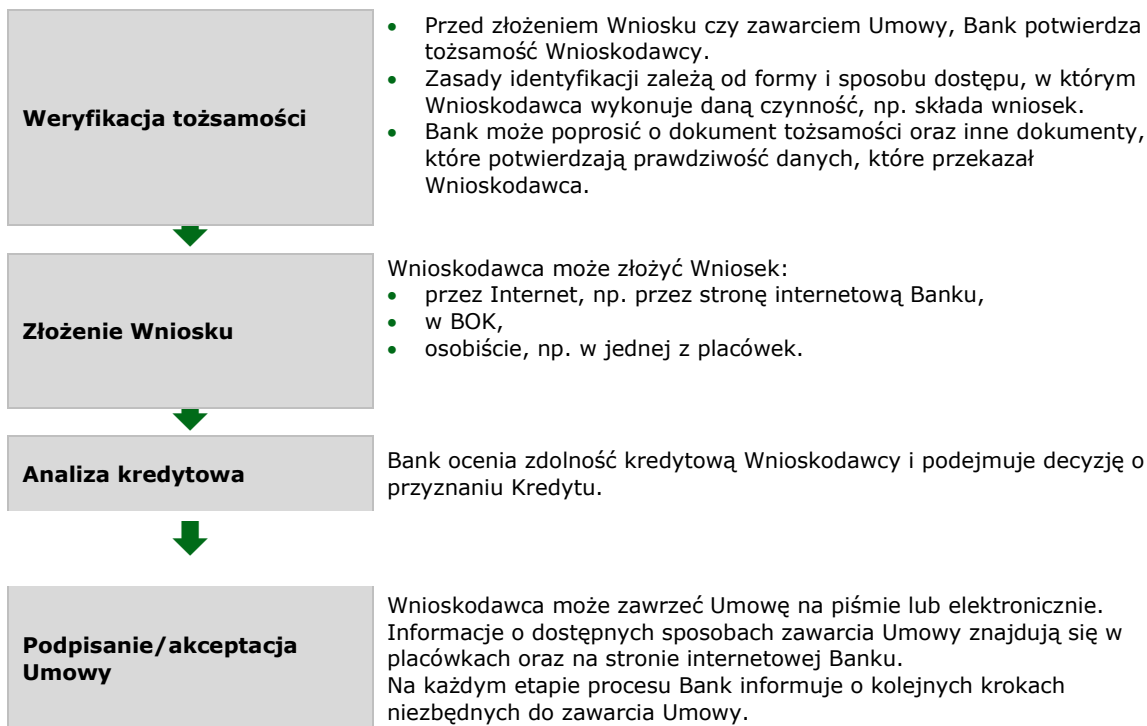 Weryfikacja tożsamości
• Przed złożeniem Wniosku czy zawarciem Umowy, Bank potwierdza
tożsamość Wnioskodawcy.
• Zasady identyfikacji zależą od formy i sposobu dostępu, w którym
Wnioskodawca wykonuje daną czynność, np. składa wniosek.
• Bank może poprosić o dokument tożsamości oraz inne dokumenty,
które potwierdzają prawdziwość danych, które przekazał
Wnioskodawca.
Złożenie Wniosku
Wnioskodawca może złożyć Wniosek:
• przez Internet, np. przez stronę internetową Banku,
• w BOK,
• osobiście, np. w jednej z placówek.
Analiza kredytowa
Bank ocenia zdolność kredytową Wnioskodawcy i podejmuje decyzję o
przyznaniu Kredytu.
Podpisanie/akceptacja
Umowy
Wnioskodawca może zawrzeć Umowę na piśmie lub elektronicznie.
Informacje o dostępnych sposobach zawarcia Umowy znajdują się w
placówkach oraz na stronie internetowej Banku.
Na każdym etapie procesu Bank informuje o kolejnych krokach
niezbędnych do zawarcia Umowy.